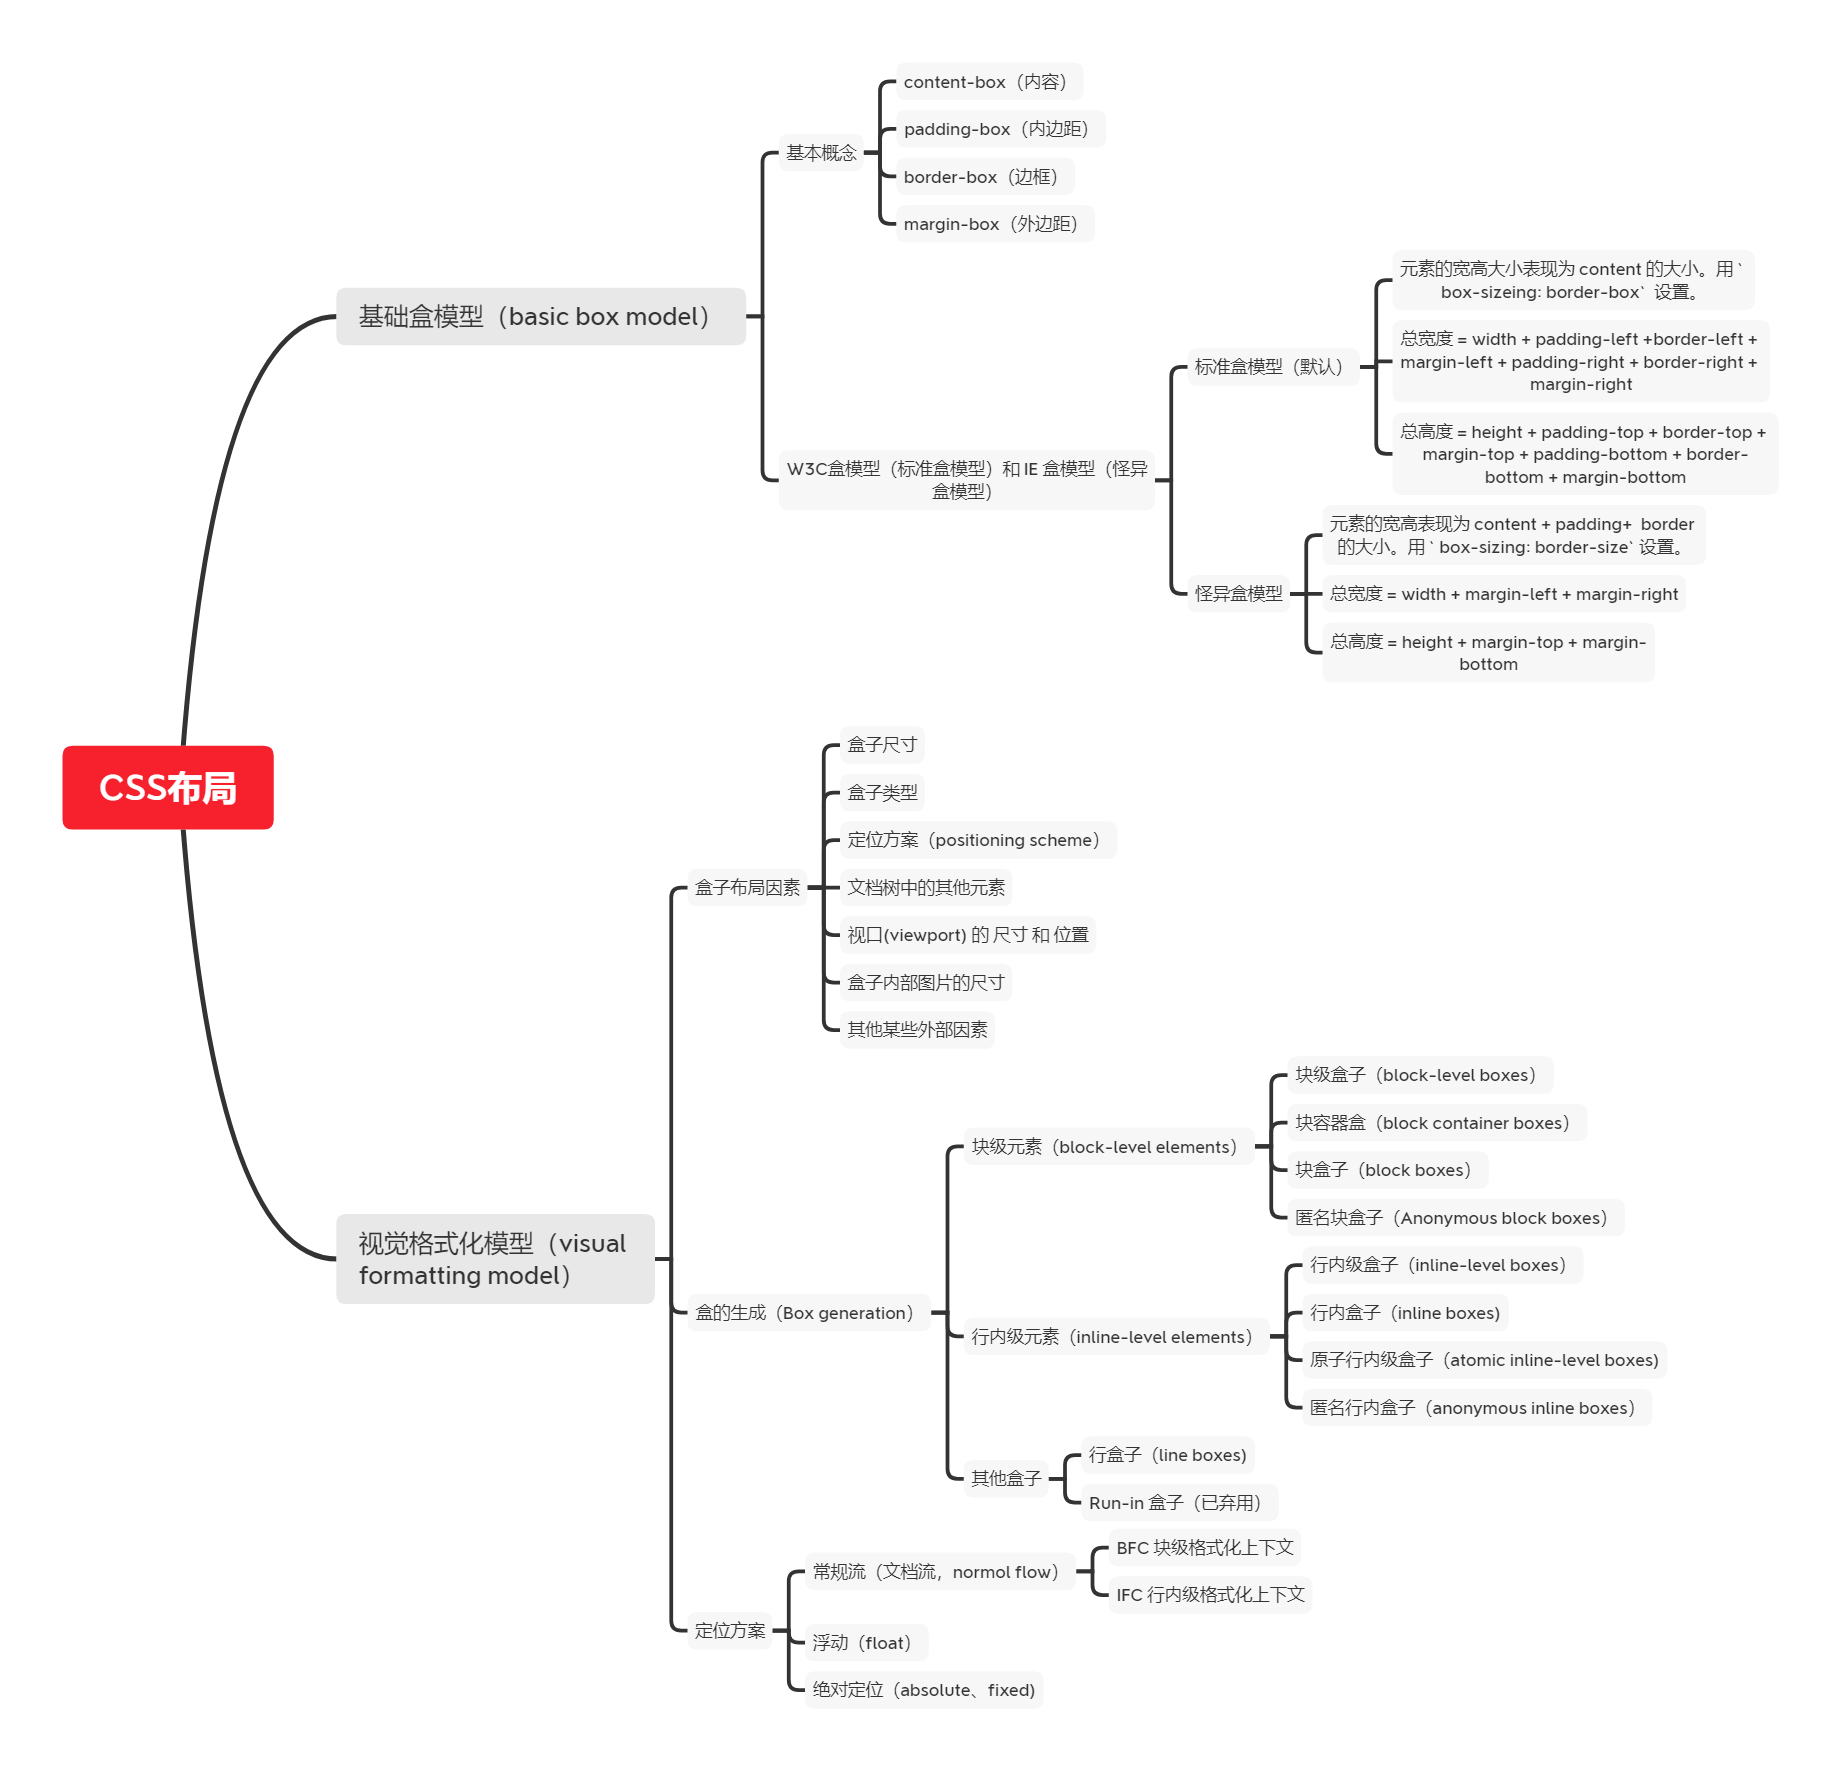 CSS布局
基础盒模型（basic box model）
基本概念
content-box（内容）
padding-box（内边距）
border-box（边框）
margin-box（外边距）
W3C盒模型（标准盒模型）和 IE 盒模型（怪异
盒模型）
标准盒模型（默认）
元素的宽高大小表现为 content 的大小。用 `
box-sizeing: border-box` 设置。
总宽度 = width + padding-left +border-left +
margin-left + padding-right + border-right +
margin-right
总高度 = height + padding-top + border-top +
margin-top + padding-bottom + border-
bottom + margin-bottom
怪异盒模型
元素的宽高表现为 content + padding+ border
的大小。用 ` box-sizing: border-size` 设置。
总宽度 = width + margin-left + margin-right
总高度 = height + margin-top + margin-
bottom
视觉格式化模型（visual
formatting model）
盒子布局因素
盒子尺寸
盒子类型
定位方案（positioning scheme）
文档树中的其他元素
视口(viewport) 的 尺寸 和 位置
盒子内部图片的尺寸
其他某些外部因素
盒的生成（Box generation）
块级元素（block-level elements）
块级盒子（block-level boxes）
块容器盒（block container boxes）
块盒子（block boxes）
匿名块盒子（Anonymous block boxes）
行内级元素（inline-level elements）
行内级盒子（inline-level boxes）
行内盒子（inline boxes)
原子行内级盒子（atomic inline-level boxes)
匿名行内盒子（anonymous inline boxes）
其他盒子
行盒子（line boxes)
Run-in 盒子（已弃用）
定位方案
常规流（文档流，normol flow）
BFC 块级格式化上下文
IFC 行内级格式化上下文
浮动（float）
绝对定位（absolute、fixed)